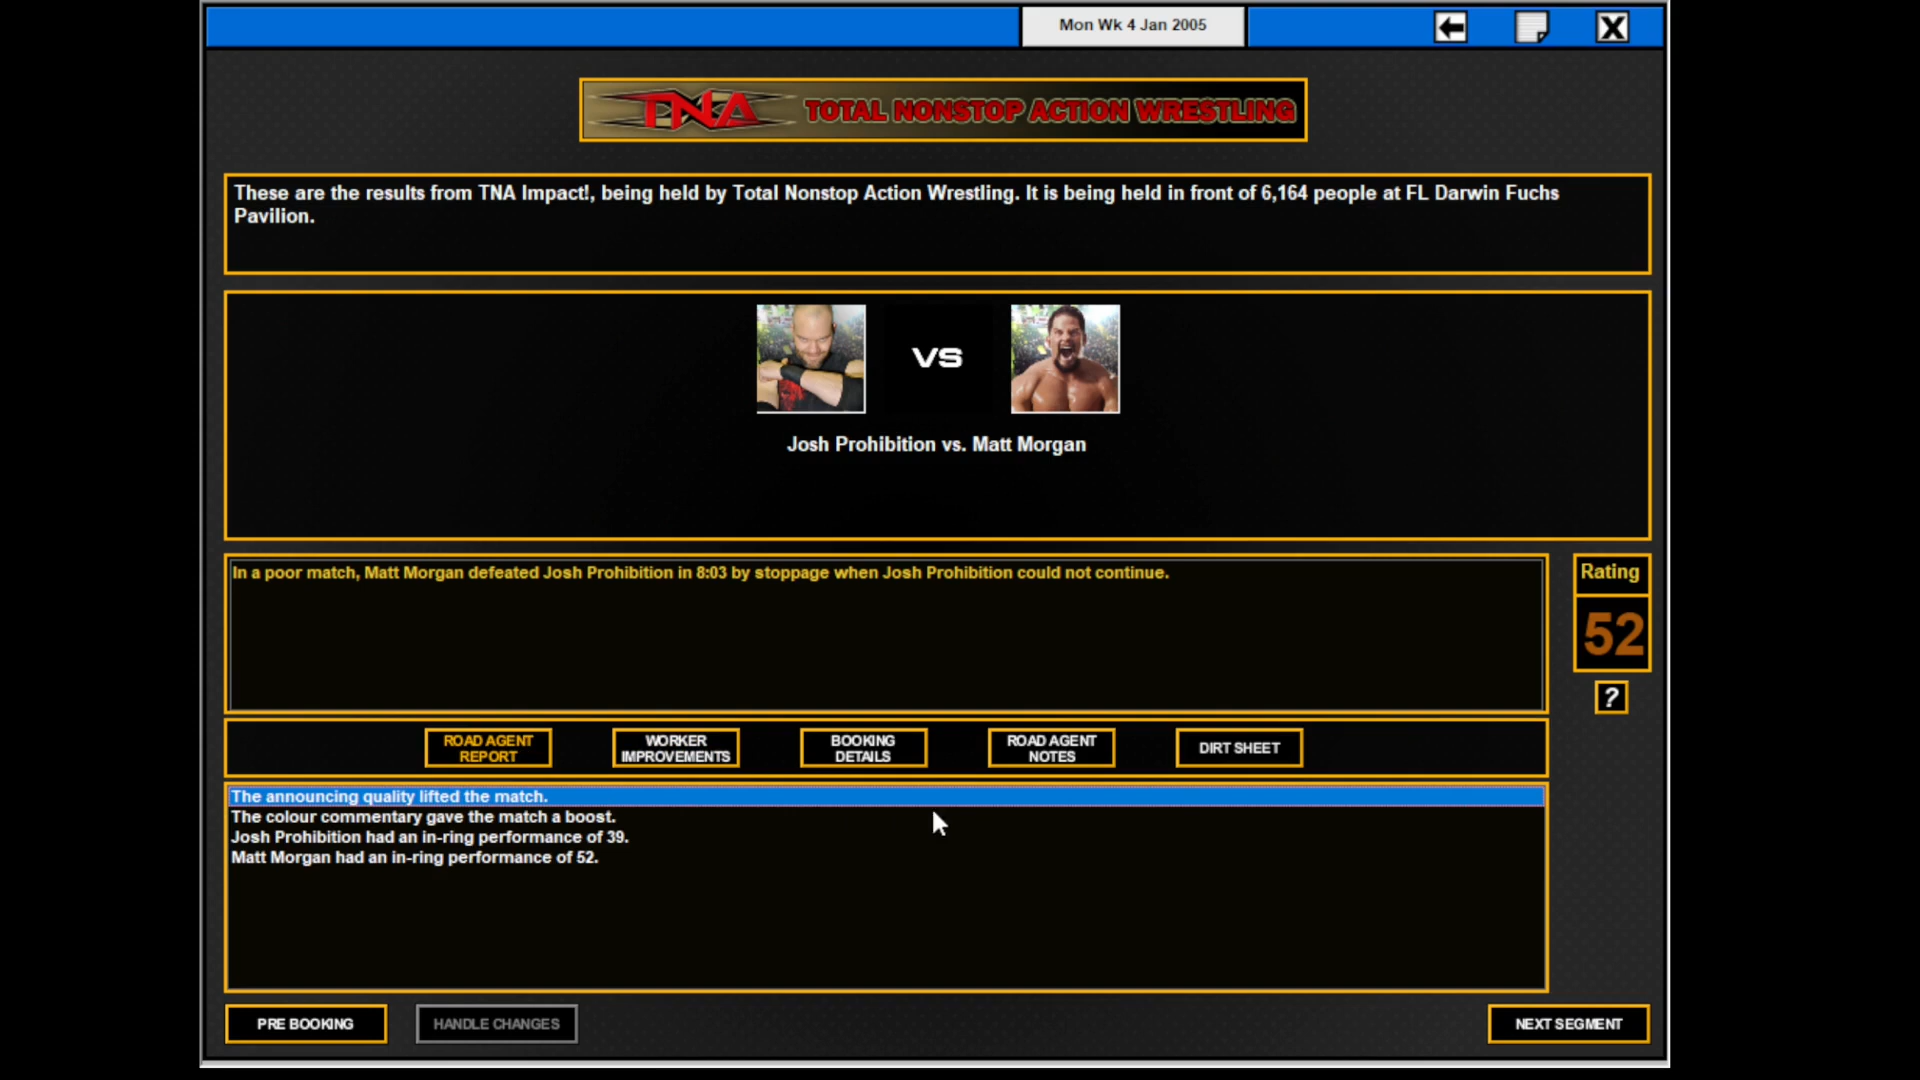 Mon Wk 4 Jan 2005
TNA TOTAL NONSTOP ACTION WRESTLING
These are the results from TNA Impact!, being held by Total Nonstop Action Wrestling. It is being held in front of 6,164 people at FL Darwin Fuchs
Pavilion.
VS
Josh Prohibition vs. Matt Morgan
In a poor match, Matt Morgan defeated Josh Prohibition in 8:03 by stoppage when Josh Prohibition could not continue.
Rating
52
?
ROAD AGENT
REPORT
WORKER
IMPROVEMENTS
BOOKING
DETAILS
ROAD AGENT
NOTES
DIRT SHEET
The announcing quality lifted the match.
The colour commentary gave the match a boost.
Josh Prohibition had an in-ring performance of 39.
Matt Morgan had an in-ring performance of 52.
PRE BOOKING
HANDLE CHANGES
NEXT SEGMENT